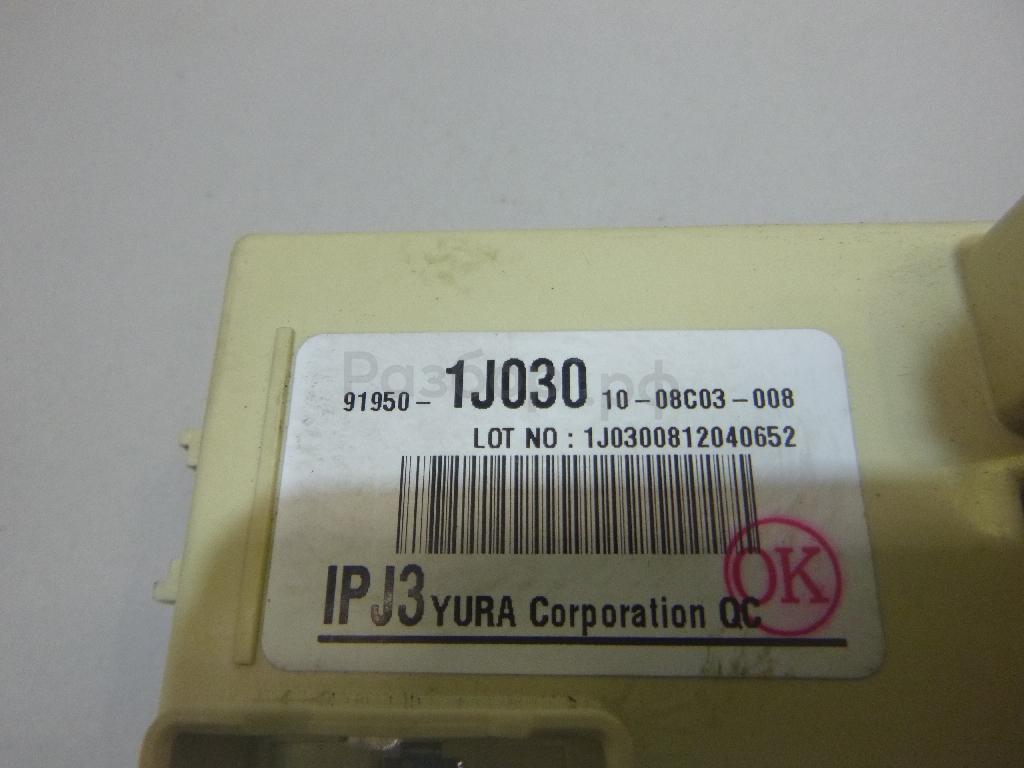 91950- 1J030 10-08C03-008
LOT NO : 1J0300812040652
IPJ3 YURA Corporation QC
OK